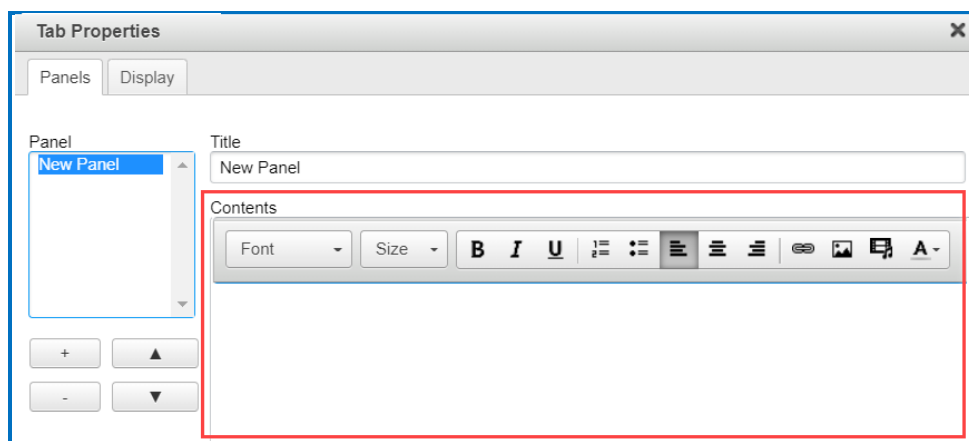 Tab Properties
Panels Display
Panel Title
New Panel New Panel
Contents
Font Size B I U A
+ ▲
- ▼